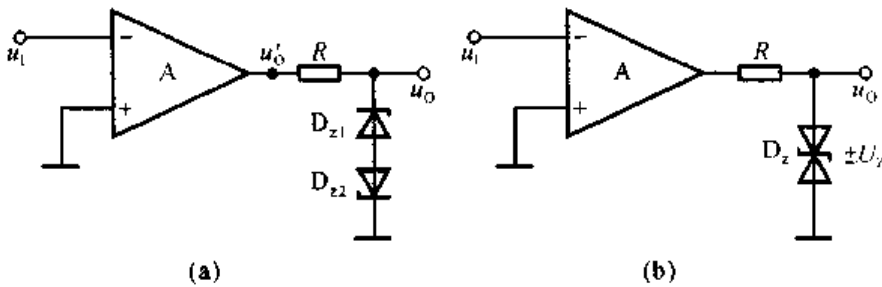 u_I
−
+
A
u′_O
R
u_O
D_z1
D_z2
(a)
u_I
−
+
A
R
u_O
D_z
±U_Z
(b)